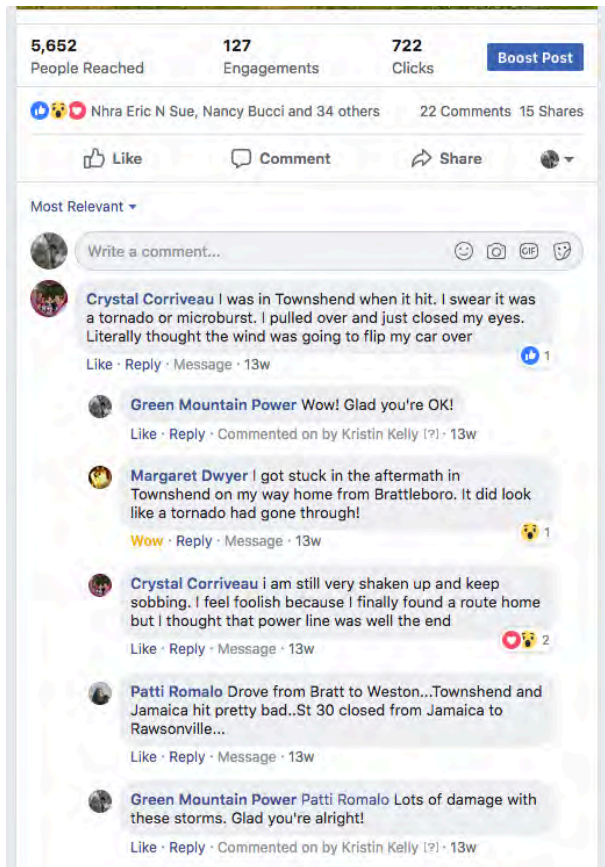 5,652 127 722
People Reached Engagements Clicks Boost Post
Nhra Eric N Sue, Nancy Bucci and 34 others 22 Comments 15 Shares
Like Comment Share
Most Relevant
Write a comment... GIF
Crystal Corriveau I was in Townshend when it hit. I swear it was
a tornado or microburst. I pulled over and just closed my eyes.
Literally thought the wind was going to flip my car over
1
Like · Reply · Message · 13w
Green Mountain Power Wow! Glad you're OK!
Like · Reply · Commented on by Kristin Kelly [?] · 13w
Margaret Dwyer I got stuck in the aftermath in
Townshend on my way home from Brattleboro. It did look
like a tornado had gone through!
1
Wow · Reply · Message · 13w
Crystal Corriveau i am still very shaken up and keep
sobbing. I feel foolish because I finally found a route home
but I thought that power line was well the end
2
Like · Reply · Message · 13w
Patti Romalo Drove from Bratt to Weston...Townshend and
Jamaica hit pretty bad..St 30 closed from Jamaica to
Rawsonville...
Like · Reply · Message · 13w
Green Mountain Power Patti Romalo Lots of damage with
these storms. Glad you're alright!
Like · Reply · Commented on by Kristin Kelly [?] · 13w